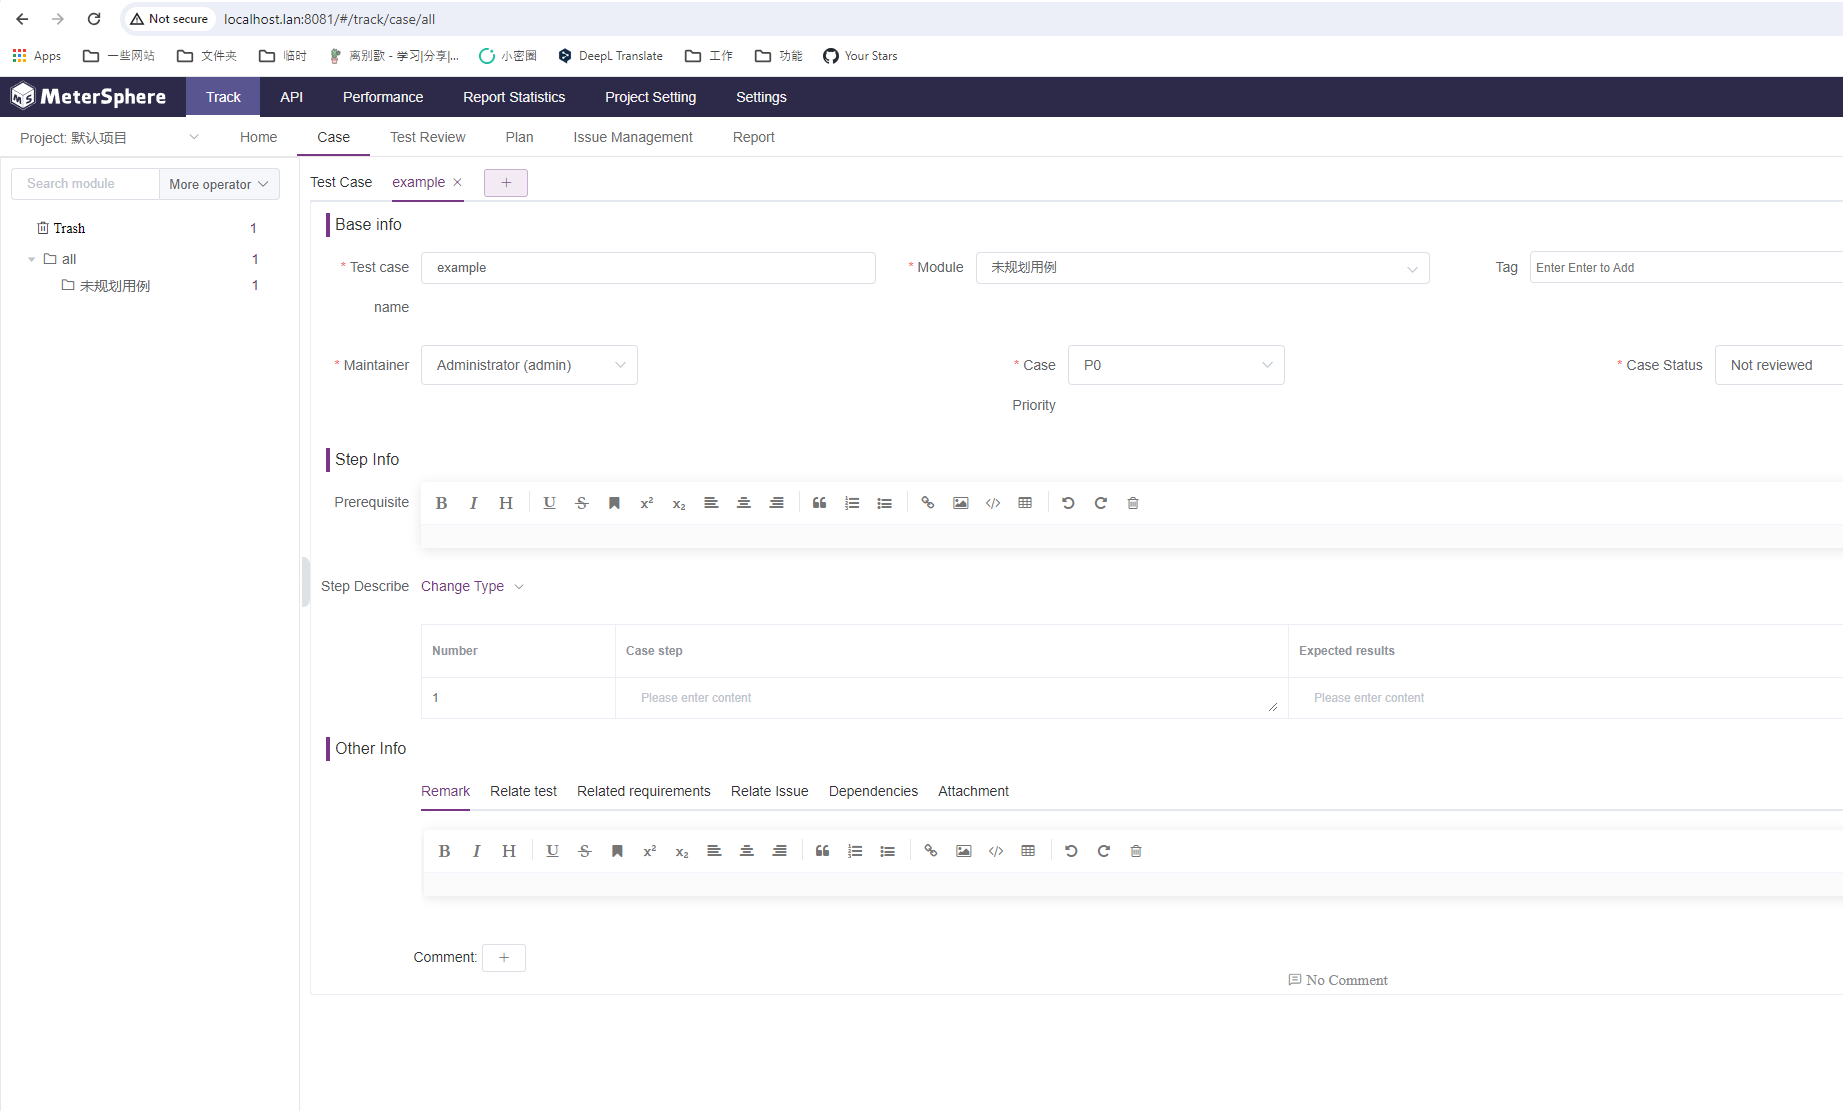 Not secure localhost.lan:8081/#/track/case/all
Apps 一些网站 文件夹 临时 离别歌 - 学习|分享|... 小密圈 DeepL Translate 工作 功能 Your Stars
MeterSphere Track API Performance Report Statistics Project Setting Settings
Project: 默认项目 Home Case Test Review Plan Issue Management Report
Search module More operator
Trash 1
all 1
未规划用例 1
Test Case example +
Base info
* Test case name example * Module 未规划用例 Tag Enter Enter to Add
* Maintainer Administrator (admin) * Case Priority P0 * Case Status Not reviewed
Step Info
Prerequisite
Step Describe Change Type
Number Case step Expected results
1 Please enter content Please enter content
Other Info
Remark Relate test Related requirements Relate Issue Dependencies Attachment
Comment: +
No Comment